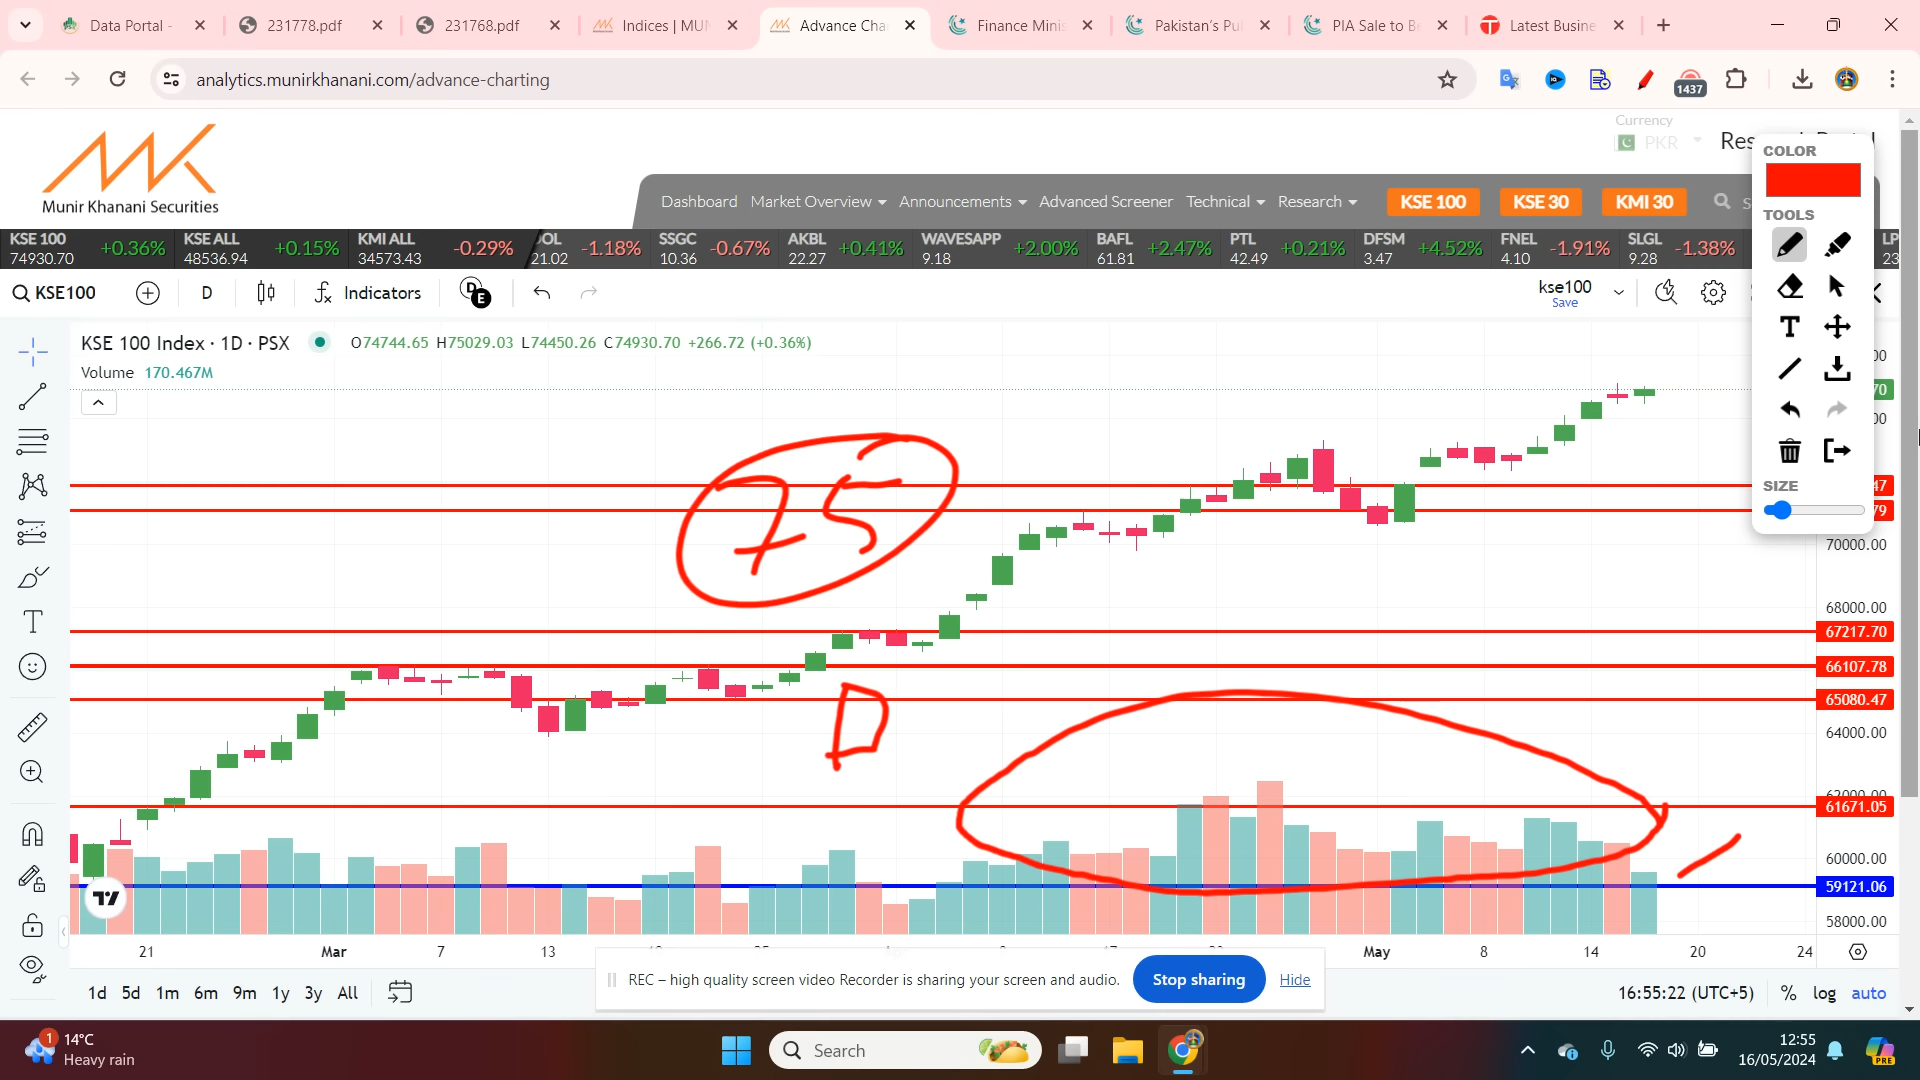 Data Portal -
231778.pdf
231768.pdf
Indices | MUN
Advance Cha
Finance Minis
Pakistan's Pu
PIA Sale to Be
Latest Busine
analytics.munirkhanani.com/advance-charting
1437
Munir Khanani Securities
Currency
PKR
Dashboard Market Overview Announcements Advanced Screener Technical Research KSE 100 KSE 30 KMI 30
KSE 100 +0.36% KSE ALL +0.15% KMI ALL -0.29% -1.18% SSGC -0.67% AKBL +0.41% WAVESAPP +2.00% BAFL +2.47% PTL +0.21% DFSM +4.52% FNEL -1.91% SLGL -1.38% LP
74930.70 48536.94 34573.43 21.02 10.36 22.27 9.18 61.81 42.49 3.47 4.10 9.28 23
KSE100 D Indicators D E kse100
Save
KSE 100 Index · 1D · PSX O74744.65 H75029.03 L74450.26 C74930.70 +266.72 (+0.36%)
Volume 170.467M
COLOR
TOOLS
T
SIZE
75
D
70000.00
68000.00
67217.70
66107.78
65080.47
64000.00
62000.00
61671.05
60000.00
59121.06
58000.00
21 Mar 7 13 May 8 14 20 24
REC – high quality screen video Recorder is sharing your screen and audio. Stop sharing Hide
1d 5d 1m 6m 9m 1y 3y All 16:55:22 (UTC+5) % log auto
1
14°C
Heavy rain
Search
12:55
16/05/2024
PRE